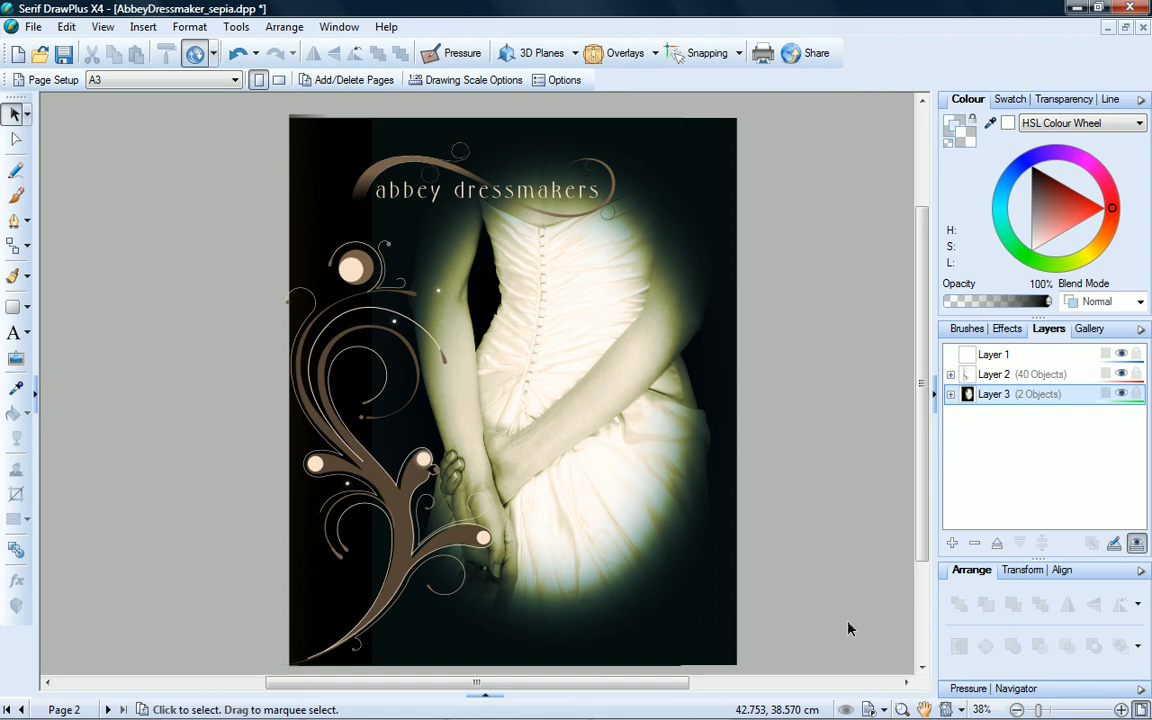 Serif DrawPlus X4 - [AbbeyDressmaker_sepia.dpp *]
File Edit View Insert Format Tools Arrange Window Help
Pressure 3D Planes Overlays Snapping Share
Page Setup A3 Add/Delete Pages Drawing Scale Options Options
Colour Swatch Transparency Line
HSL Colour Wheel
H:
S:
L:
Opacity 100% Blend Mode
Normal
Brushes Effects Layers Gallery
Layer 1
Layer 2 (40 Objects)
Layer 3 (2 Objects)
Arrange Transform Align
Pressure Navigator
abbey dressmakers
A
fx
Page 2 Click to select. Drag to marquee select. 42.753, 38.570 cm 38%